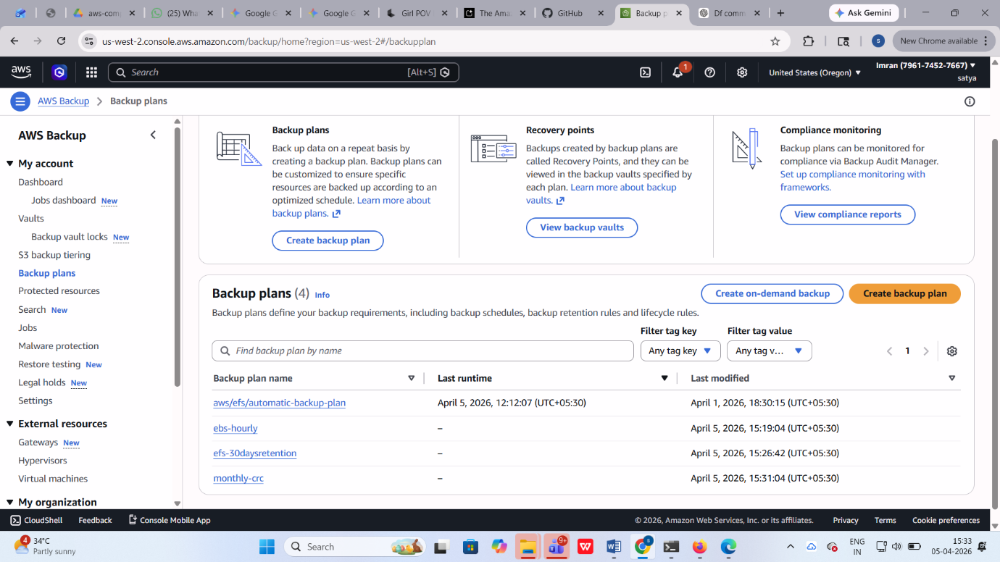 aws-comp
(25) Wha
Google G
Google G
Girl POV
The Amaz
GitHub
Backup p
Df comm
Ask Gemini
us-west-2.console.aws.amazon.com/backup/home?region=us-west-2#/backupplan
s
New Chrome available
aws
Search
[Alt+S]
1
United States (Oregon)
Imran (7961-7452-7667)
satya
AWS Backup
Backup plans
AWS Backup
My account
Dashboard
Jobs dashboard New
Vaults
Backup vault locks New
S3 backup tiering
Backup plans
Protected resources
Search New
Jobs
Malware protection
Restore testing New
Legal holds New
Settings
External resources
Gateways New
Hypervisors
Virtual machines
My organization
Backup plans
Back up data on a repeat basis by
creating a backup plan. Backup plans can
be customized to ensure specific
resources are backed up according to an
optimized schedule. Learn more about
backup plans.
Create backup plan
Recovery points
Backups created by backup plans are
called Recovery Points, and they can be
viewed in the backup vaults specified by
each plan. Learn more about backup
vaults.
View backup vaults
Compliance monitoring
Backup plans can be monitored for
compliance via Backup Audit Manager.
Set up compliance monitoring with
frameworks.
View compliance reports
Backup plans (4) Info
Create on-demand backup
Create backup plan
Backup plans define your backup requirements, including backup schedules, backup retention rules and lifecycle rules.
Filter tag key
Filter tag value
Find backup plan by name
Any tag key
Any tag v...
1
Backup plan name
Last runtime
Last modified
aws/efs/automatic-backup-plan April 5, 2026, 12:12:07 (UTC+05:30) April 1, 2026, 18:30:15 (UTC+05:30)
ebs-hourly – April 5, 2026, 15:19:04 (UTC+05:30)
efs-30daysretention – April 5, 2026, 15:26:42 (UTC+05:30)
monthly-crc – April 5, 2026, 15:31:04 (UTC+05:30)
CloudShell
Feedback
Console Mobile App
© 2026, Amazon Web Services, Inc. or its affiliates.
Privacy
Terms
Cookie preferences
4
34°C
Partly sunny
Search
9+
W
s
ENG
IN
15:33
05-04-2026